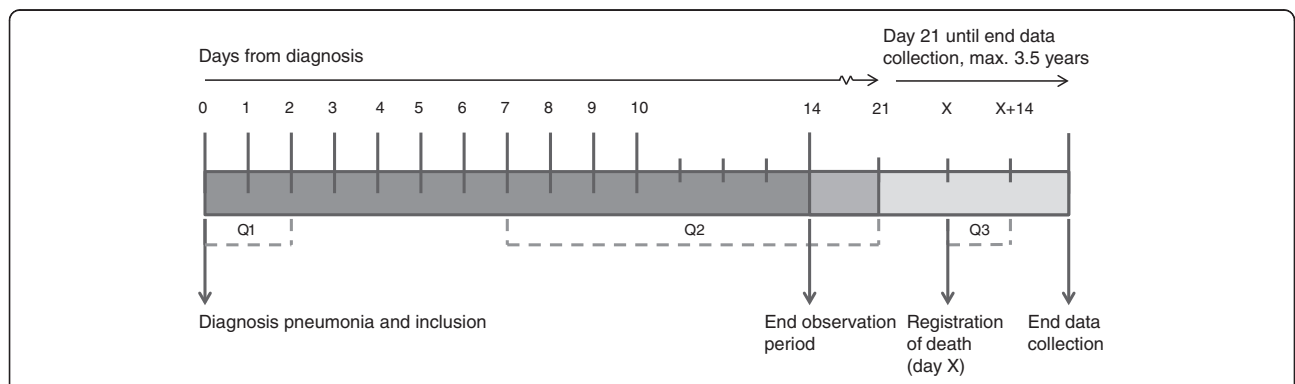 Days from diagnosis
Day 21 until end data
collection, max. 3.5 years
0 1 2 3 4 5 6 7 8 9 10 14 21 X X+14
Q1 Q2 Q3
Diagnosis pneumonia and inclusion
End observation
period
Registration
of death
(day X)
End data
collection